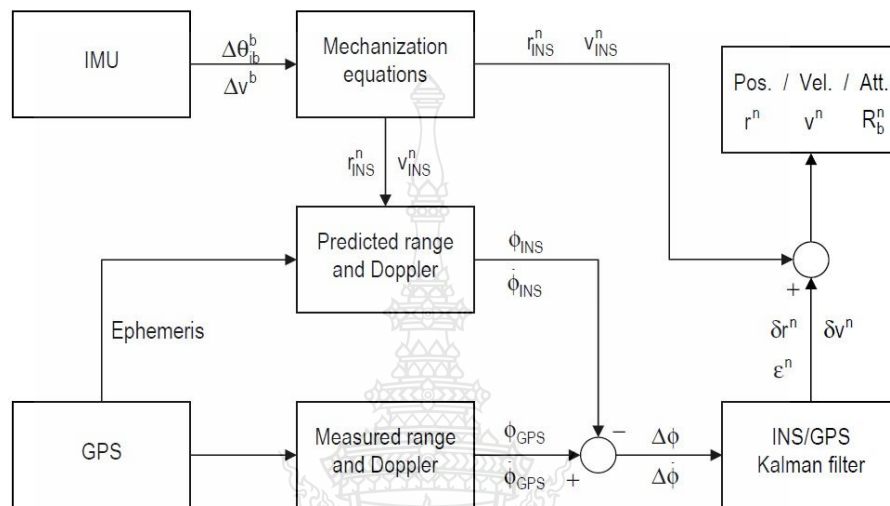 IMU
Δθ^b_ib
Δv^b
Mechanization
equations
r^n_INS v^n_INS
Pos. / Vel. / Att.
r^n v^n R^n_b
r^n_INS v^n_INS
Predicted range
and Doppler
ϕ_INS
ϕ̇_INS
+
Ephemeris
δr^n δv^n
ε^n
GPS
Measured range
and Doppler
ϕ_GPS
ϕ̇_GPS
+
−
Δϕ
Δϕ̇
INS/GPS
Kalman filter